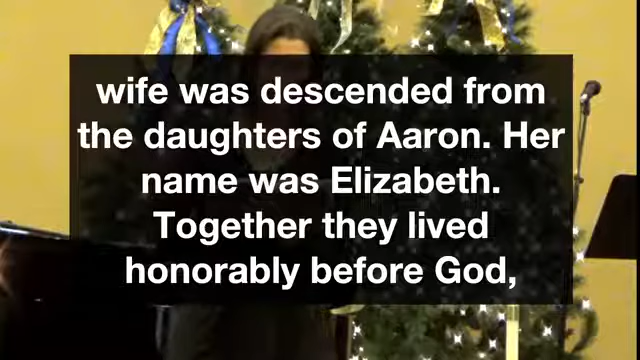 wife was descended from
the daughters of Aaron. Her
name was Elizabeth.
Together they lived
honorably before God,